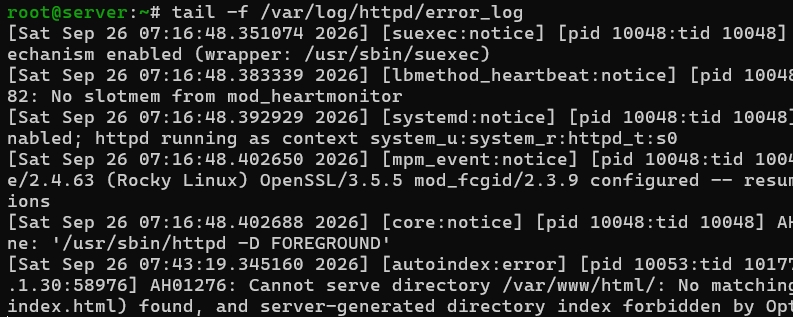 root@server:~# tail -f /var/log/httpd/error_log
[Sat Sep 26 07:16:48.351074 2026] [suexec:notice] [pid 10048:tid 10048]
echanism enabled (wrapper: /usr/sbin/suexec)
[Sat Sep 26 07:16:48.383339 2026] [lbmethod_heartbeat:notice] [pid 10048
82: No slotmem from mod_heartmonitor
[Sat Sep 26 07:16:48.392929 2026] [systemd:notice] [pid 10048:tid 10048]
nabled; httpd running as context system_u:system_r:httpd_t:s0
[Sat Sep 26 07:16:48.402650 2026] [mpm_event:notice] [pid 10048:tid 1004
e/2.4.63 (Rocky Linux) OpenSSL/3.5.5 mod_fcgid/2.3.9 configured -- resum
ions
[Sat Sep 26 07:16:48.402688 2026] [core:notice] [pid 10048:tid 10048] AH
ne: '/usr/sbin/httpd -D FOREGROUND'
[Sat Sep 26 07:43:19.345160 2026] [autoindex:error] [pid 10053:tid 10177
.1.30:58976] AH01276: Cannot serve directory /var/www/html/: No matching
index.html) found, and server-generated directory index forbidden by Opt